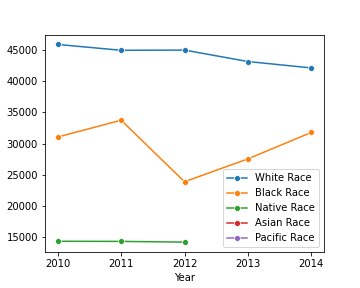 45000
40000
35000
30000
25000
20000
15000
2010 2011 2012 2013 2014
Year
White Race
Black Race
Native Race
Asian Race
Pacific Race